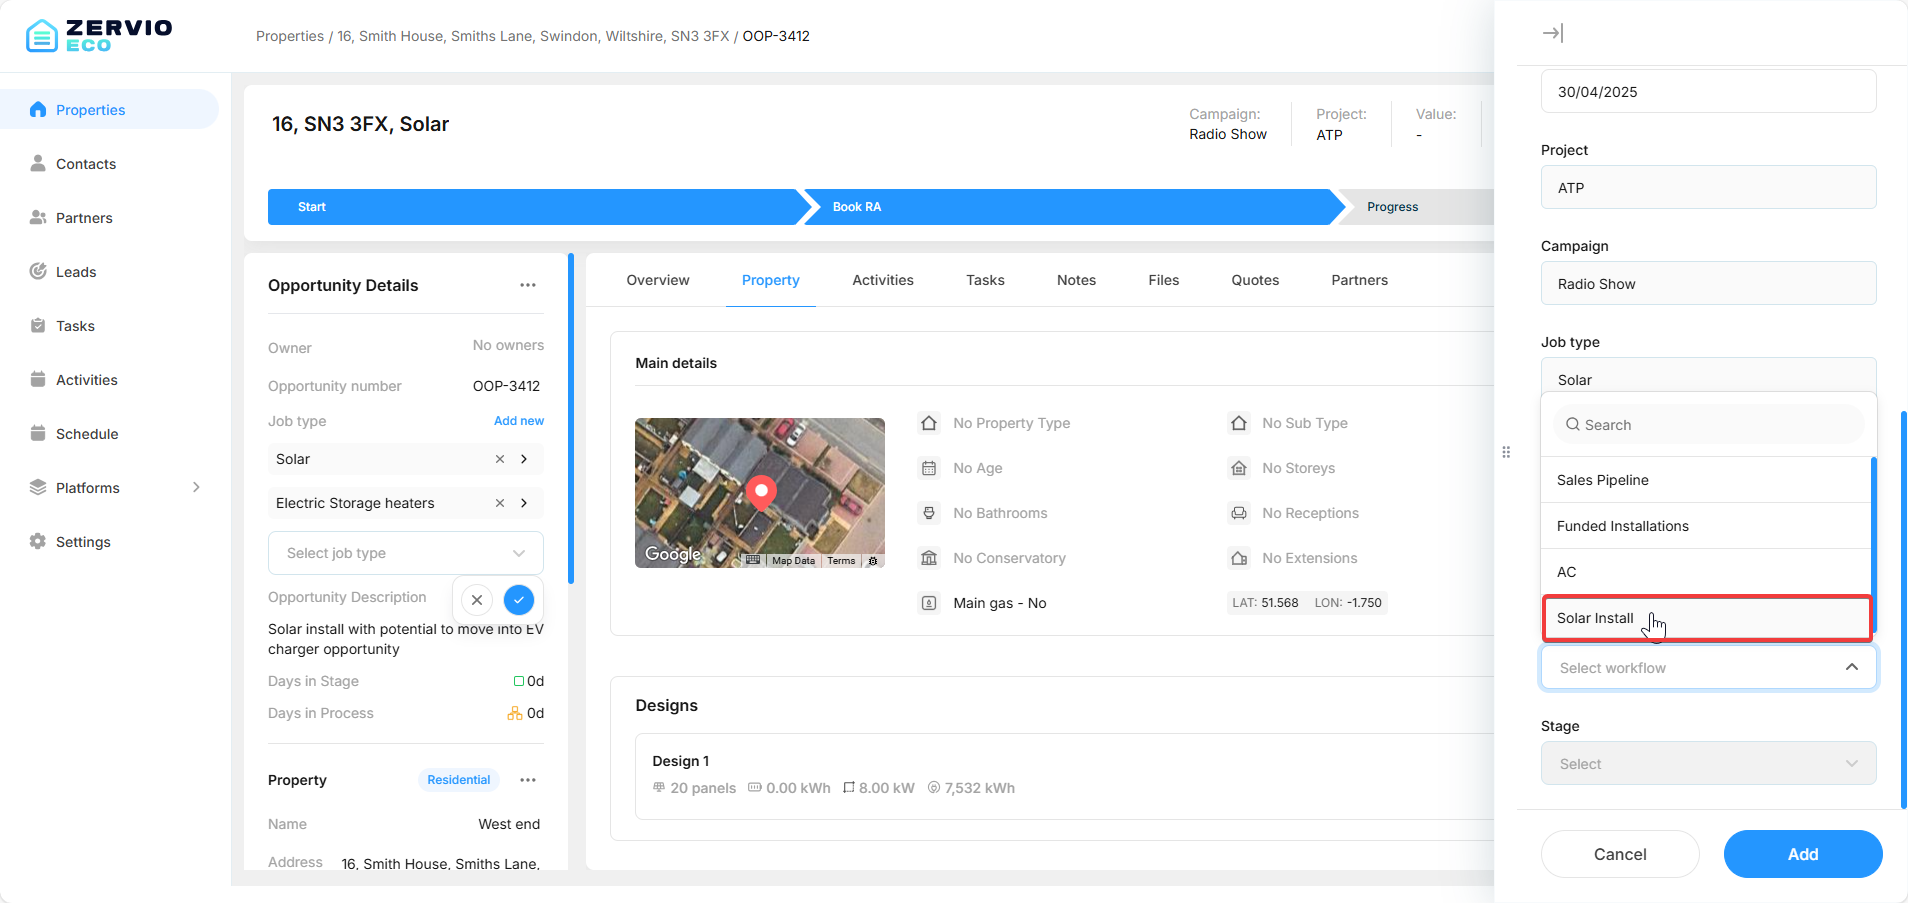 ZERVIO
ECO
Properties / 16, Smith House, Smiths Lane, Swindon, Wiltshire, SN3 3FX / OOP-3412
Properties
Contacts
Partners
Leads
Tasks
Activities
Schedule
Platforms
Settings
16, SN3 3FX, Solar
Campaign:
Radio Show
Project:
ATP
Value:
-
Start
Book RA
Progress
Opportunity Details
Owner
No owners
Opportunity number
OOP-3412
Job type
Add new
Solar
Electric Storage heaters
Select job type
Opportunity Description
Solar install with potential to move into EV
charger opportunity
Days in Stage
0d
Days in Process
0d
Property
Residential
Name
West end
Address
16, Smith House, Smiths Lane,
Overview
Property
Activities
Tasks
Notes
Files
Quotes
Partners
Main details
Google
Map Data
Terms
No Property Type
No Sub Type
No Age
No Storeys
No Bathrooms
No Receptions
No Conservatory
No Extensions
Main gas - No
LAT: 51.568 LON: -1.750
Designs
Design 1
20 panels 0.00 kWh 8.00 kW 7,532 kWh
30/04/2025
Project
ATP
Campaign
Radio Show
Job type
Solar
Search
Sales Pipeline
Funded Installations
AC
Solar Install
Select workflow
Stage
Select
Cancel
Add